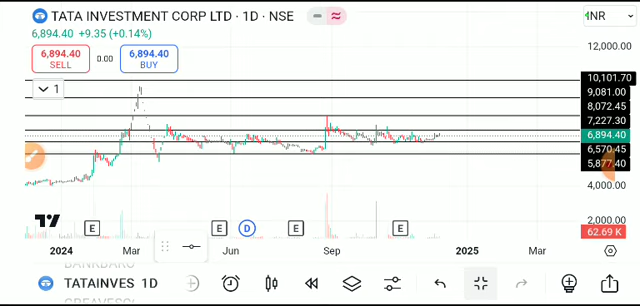 TATA INVESTMENT CORP LTD · 1D · NSE
INR
6,894.40 +9.35 (+0.14%)
12,000.00
6,894.40
SELL
0.00
6,894.40
BUY
1
10,101.70
9,081.00
8,072.45
7,227.30
6,894.40
6,570.45
5,877.40
4,000.00
2,000.00
62.69 K
E
E
D
E
E
2024
Mar
Jun
Sep
2025
Mar
TATAINVES 1D